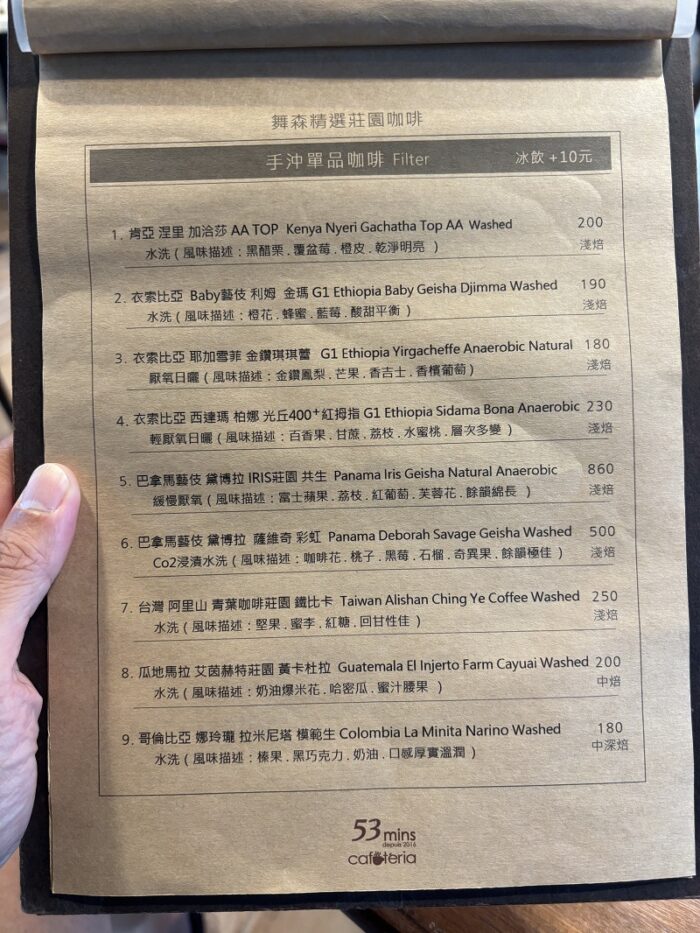 舞森精選莊園咖啡
手沖單品咖啡 Filter 冰飲 +10元
1. 肯亞 涅里 加洽莎 AA TOP Kenya Nyeri Gachatha Top AA Washed 200
水洗 ( 風味描述 : 黑醋栗 . 覆盆莓 . 橙皮 . 乾淨明亮 ) 淺焙
2. 衣索比亞 Baby藝伎 利姆 金瑪 G1 Ethiopia Baby Geisha Djimma Washed 190
水洗 ( 風味描述 : 橙花 . 蜂蜜 . 藍莓 . 酸甜平衡 ) 淺焙
3. 衣索比亞 耶加雪菲 金鑽琪琪蕾 G1 Ethiopia Yirgacheffe Anaerobic Natural 180
厭氧日曬 ( 風味描述 : 金鑽鳳梨 . 芒果 . 香吉士 . 香檳葡萄 ) 淺焙
4. 衣索比亞 西達瑪 柏娜 光丘400⁺紅拇指 G1 Ethiopia Sidama Bona Anaerobic 230
輕厭氧日曬 ( 風味描述 : 百香果 . 甘蔗 . 荔枝 . 水蜜桃 . 層次多變 ) 淺焙
5. 巴拿馬藝伎 黛博拉 IRIS莊園 共生 Panama Iris Geisha Natural Anaerobic 860
緩慢厭氧 ( 風味描述 : 富士蘋果 . 荔枝 . 紅葡萄 . 芙蓉花 . 餘韻綿長 ) 淺焙
6. 巴拿馬藝伎 黛博拉 薩維奇 彩虹 Panama Deborah Savage Geisha Washed 500
Co2浸漬水洗 ( 風味描述 : 咖啡花 . 桃子 . 黑莓 . 石榴 . 奇異果 . 餘韻極佳 ) 淺焙
7. 台灣 阿里山 青葉咖啡莊園 鐵比卡 Taiwan Alishan Ching Ye Coffee Washed 250
水洗 ( 風味描述 : 堅果 . 蜜李 . 紅糖 . 回甘性佳 ) 淺焙
8. 瓜地馬拉 艾茵赫特莊園 黃卡杜拉 Guatemala El Injerto Farm Cayuai Washed 200
水洗 ( 風味描述 : 奶油爆米花 . 哈密瓜 . 蜜汁腰果 ) 中焙
9. 哥倫比亞 娜玲瓏 拉米尼塔 模範生 Colombia La Minita Narino Washed 180
水洗 ( 風味描述 : 榛果 . 黑巧克力 . 奶油 . 口感厚實溫潤 ) 中深焙
53 mins
depuis 2016
cafeteria